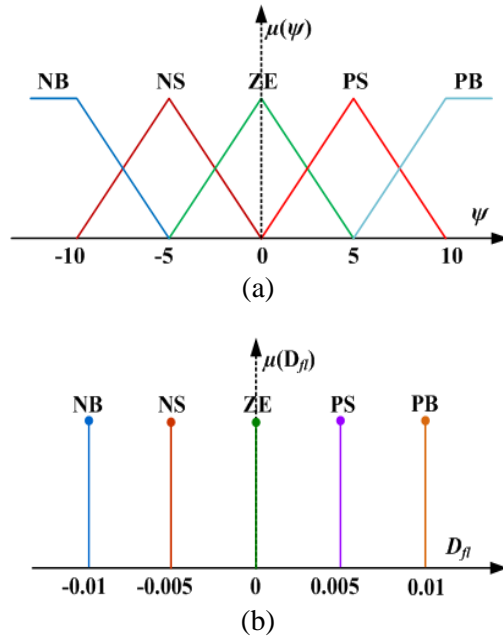 μ(ψ)
NB NS ZE PS PB
ψ
-10 -5 0 5 10
(a)
μ(D_fl)
NB NS ZE PS PB
D_fl
-0.01 -0.005 0 0.005 0.01
(b)